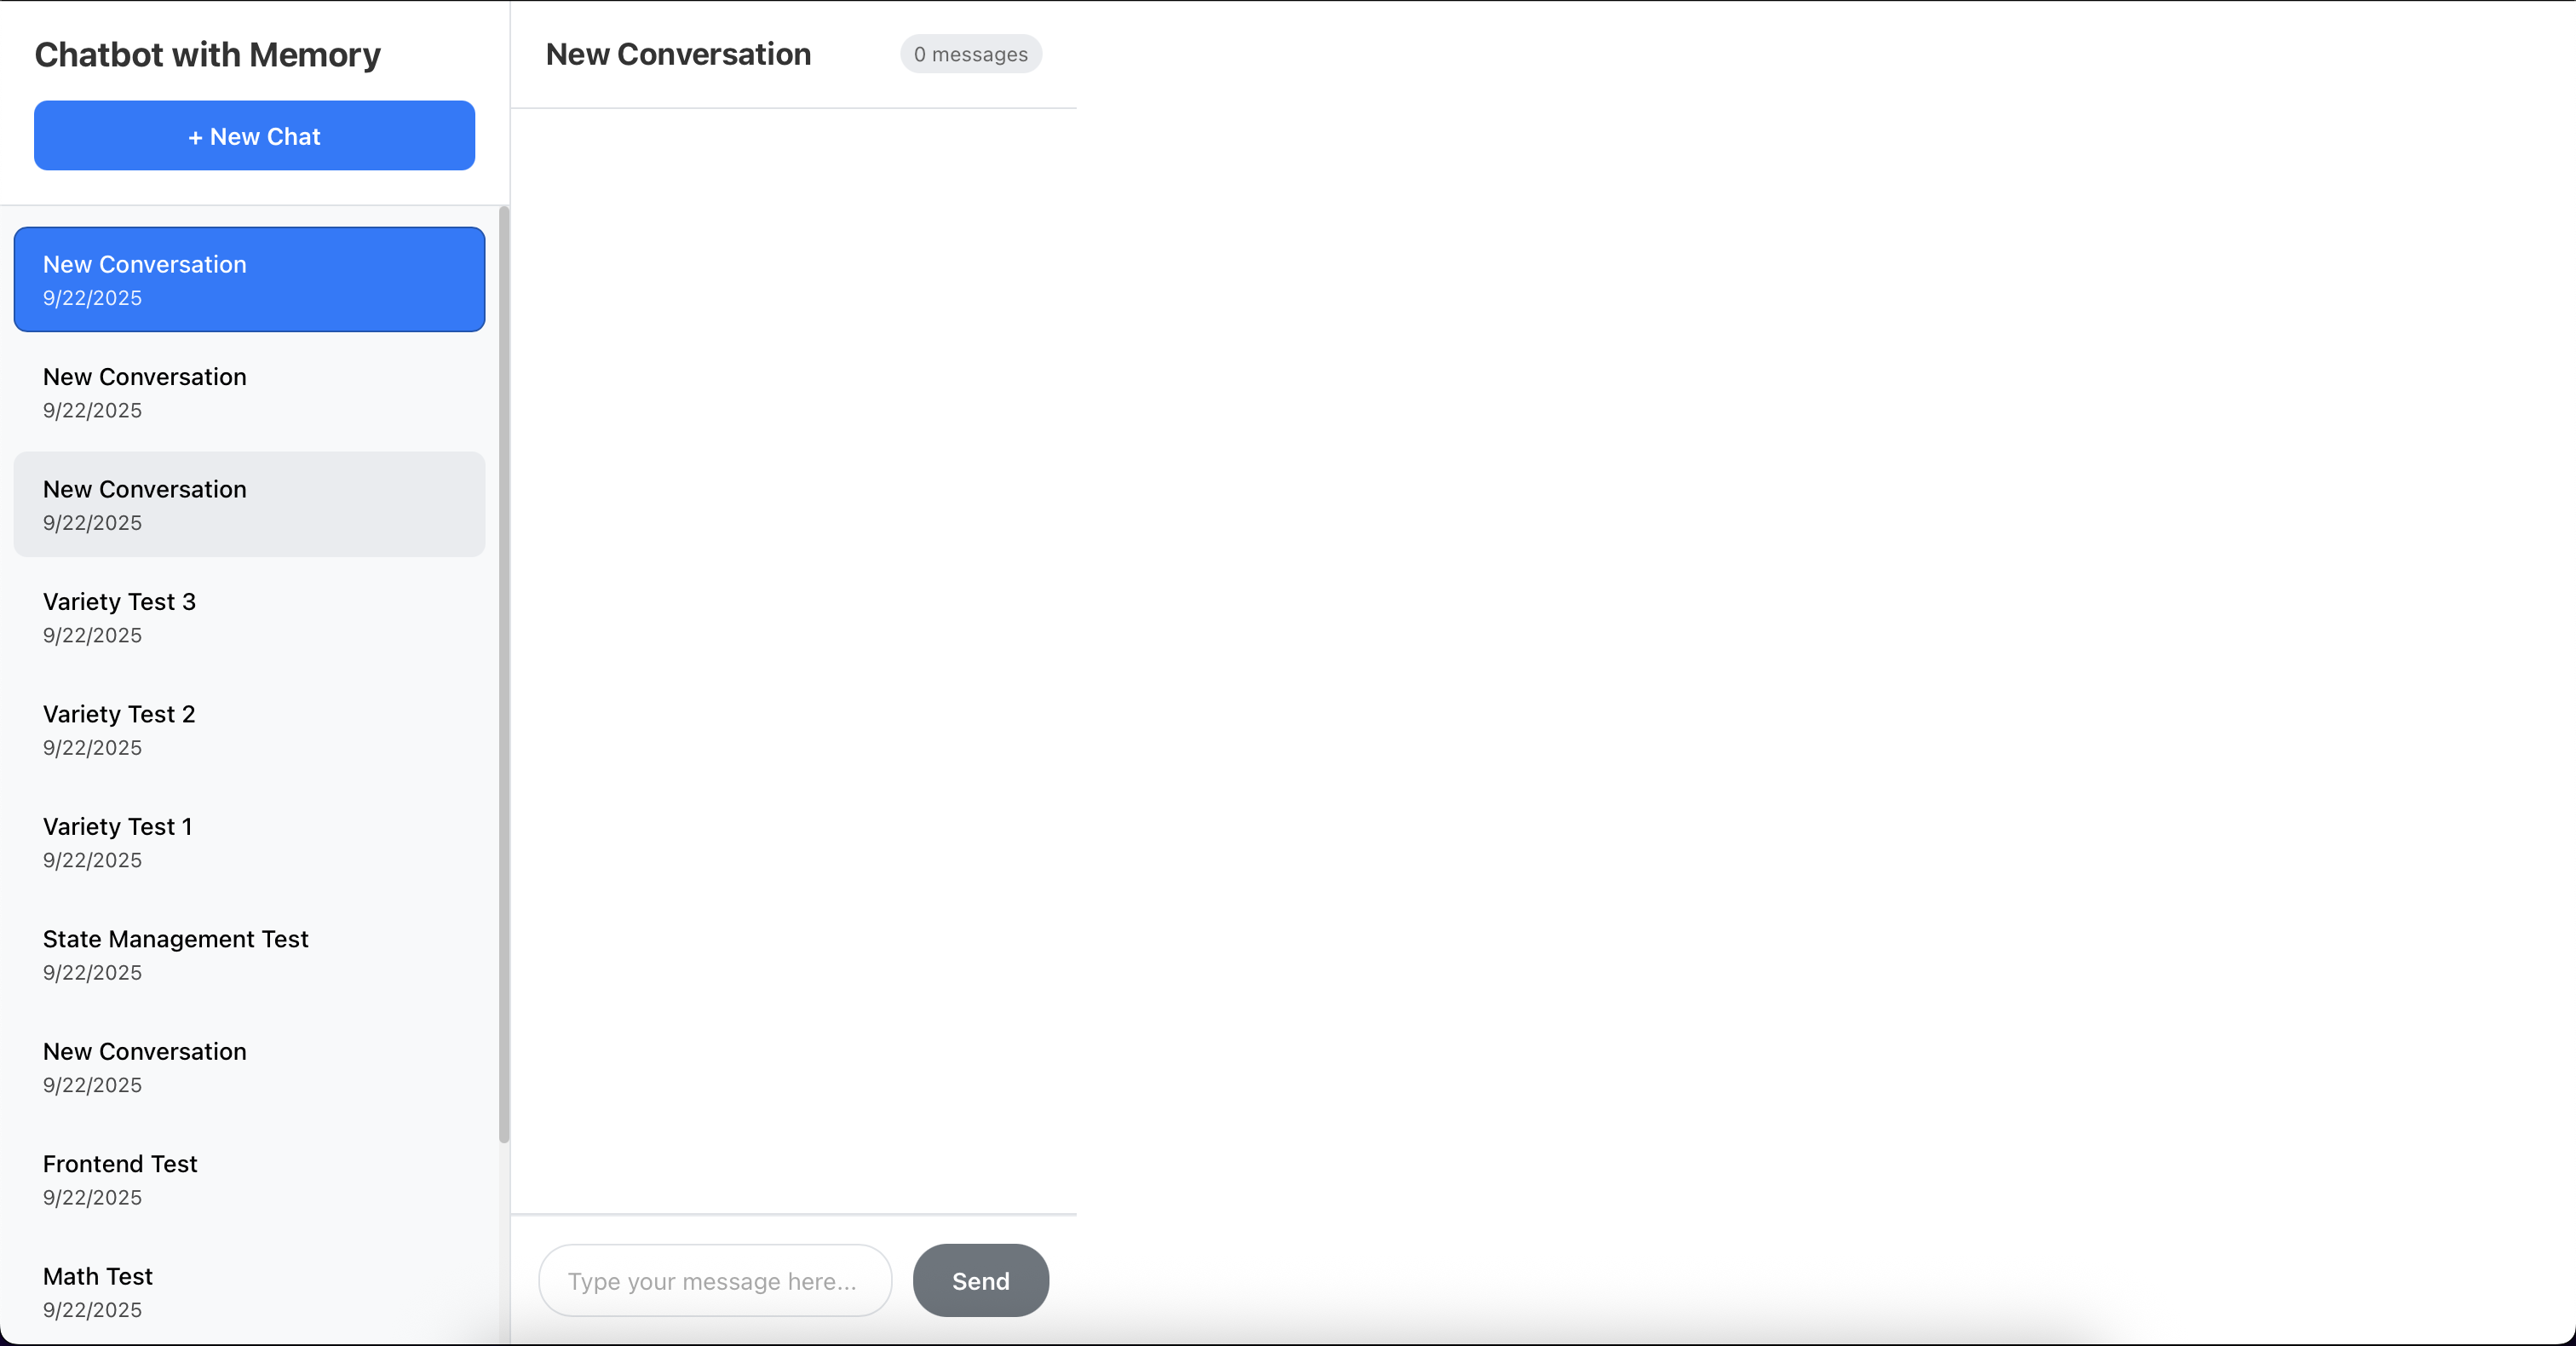 Chatbot with Memory
+ New Chat
New Conversation
9/22/2025
New Conversation
9/22/2025
New Conversation
9/22/2025
Variety Test 3
9/22/2025
Variety Test 2
9/22/2025
Variety Test 1
9/22/2025
State Management Test
9/22/2025
New Conversation
9/22/2025
Frontend Test
9/22/2025
Math Test
9/22/2025
New Conversation
0 messages
Type your message here...
Send